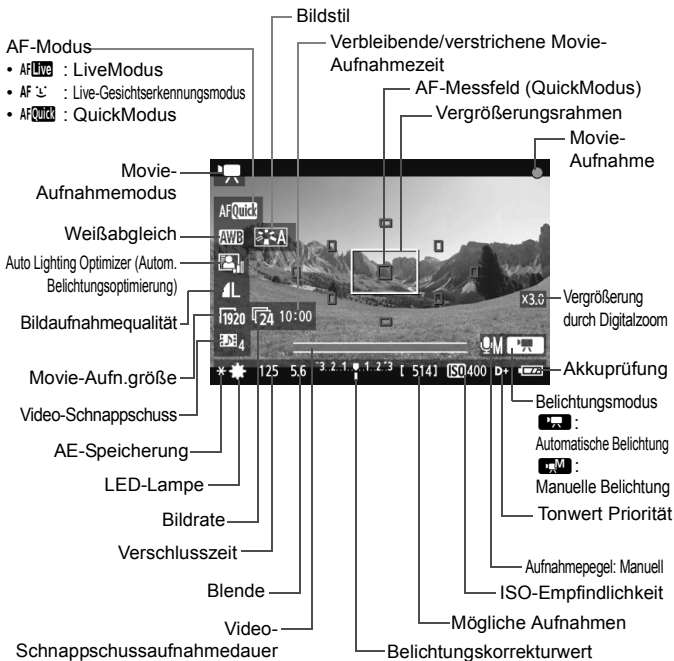 Bildstil
AF-Modus
Verbleibende/verstrichene Movie-
Aufnahmezeit
• AF Live : LiveModus
• AF : Live-Gesichtserkennungsmodus
• AF Quick : QuickModus
AF-Messfeld (QuickModus)
Vergrößerungsrahmen
Movie-
Aufnahme
Movie-
Aufnahmemodus
AF Quick
Weißabgleich
AWB
A
Auto Lighting Optimizer (Autom.
Belichtungsoptimierung)
L
Bildaufnahmequalität
1920 24 10:00
x3.0
Vergrößerung
durch Digitalzoom
4
M
Movie-Aufn.größe
Akkuprüfung
* 125 5.6 -3..2..1..1..2.+3 [ 514] ISO 400 D+
Video-Schnappschuss
Belichtungsmodus
:
Automatische Belichtung
M :
Manuelle Belichtung
AE-Speicherung
LED-Lampe
Bildrate
Tonwert Priorität
Verschlusszeit
Aufnahmepegel: Manuell
Blende
ISO-Empfindlichkeit
Mögliche Aufnahmen
Video-
Schnappschussaufnahmedauer
Belichtungskorrekturwert